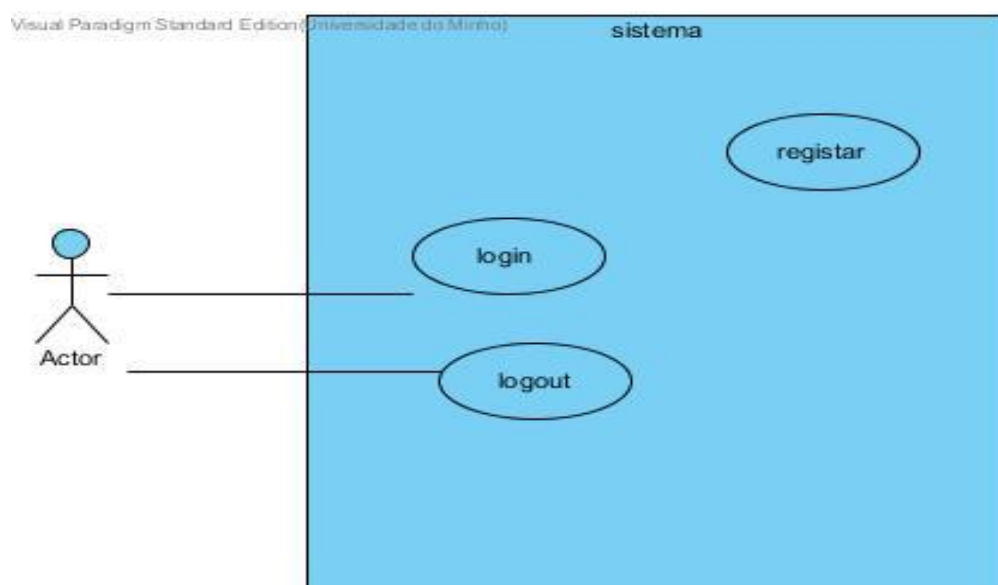 Visual Paradigm Standard Edition(Universidade do Minho)
sistema
registar
login
Actor
logout